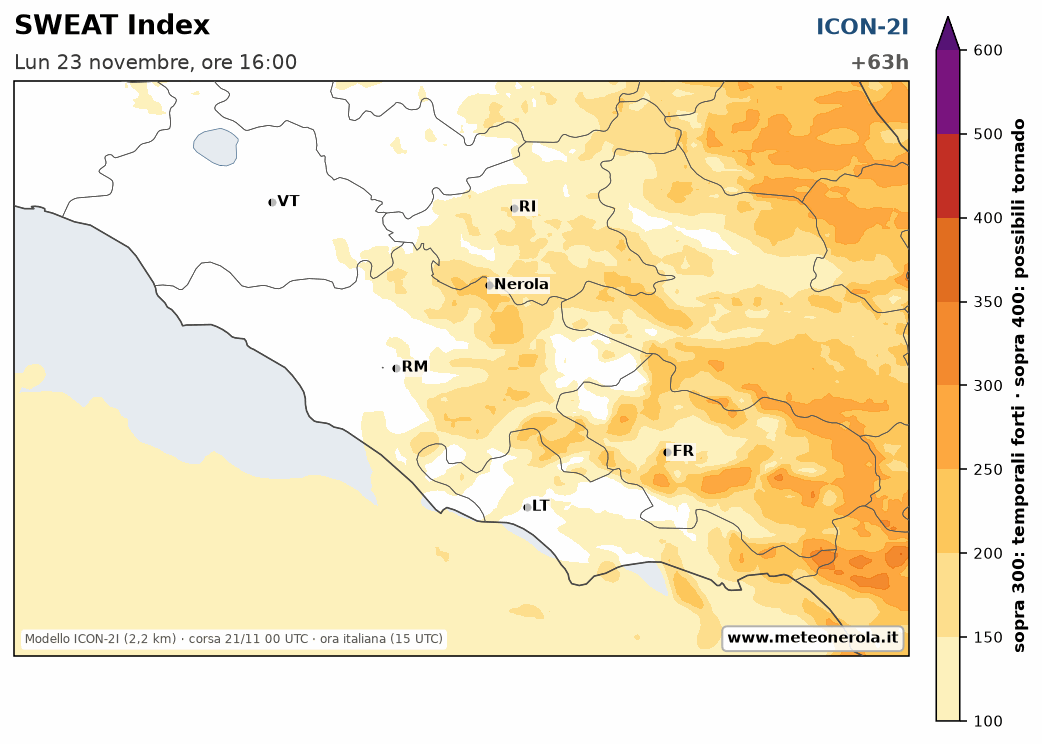 SWEAT Index
ICON-2I
Lun 23 novembre, ore 16:00
+63h
VT
RI
Nerola
RM
FR
LT
Modello ICON-2I (2,2 km) · corsa 21/11 00 UTC · ora italiana (15 UTC)
www.meteonerola.it
600
500
400
350
300
250
200
150
100
sopra 300: temporali forti · sopra 400: possibili tornado